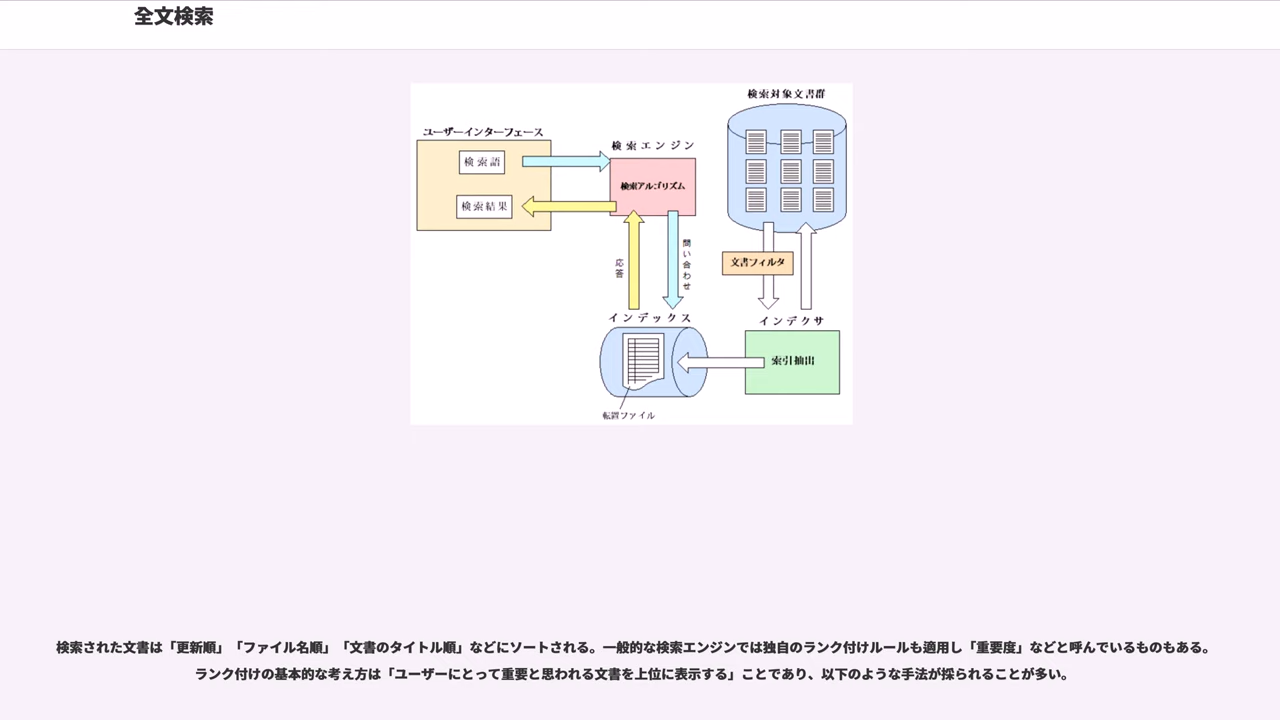 全文検索
検索対象文書群
ユーザーインターフェース
検索エンジン
検索語
検索アルゴリズム
検索結果
問い合わせ
応答
文書フィルタ
インデックス
インデクサ
索引抽出
転置ファイル
検索された文書は「更新順」「ファイル名順」「文書のタイトル順」などにソートされる。一般的な検索エンジンでは独自のランク付けルールも適用し「重要度」などと呼んでいるものもある。
ランク付けの基本的な考え方は「ユーザーにとって重要と思われる文書を上位に表示する」ことであり、以下のような手法が採られることが多い。